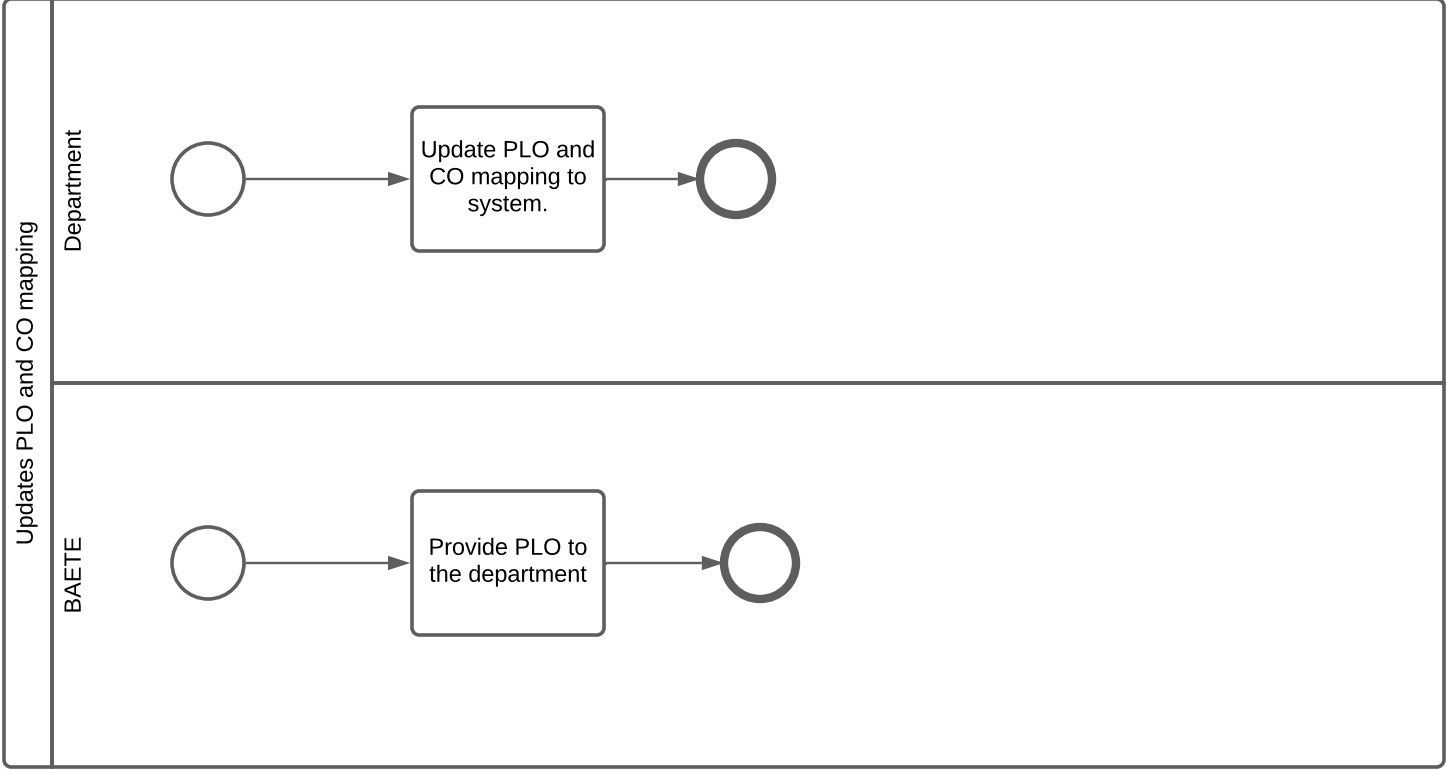 Updates PLO and CO mapping
Department
Update PLO and
CO mapping to
system.
BAETE
Provide PLO to
the department